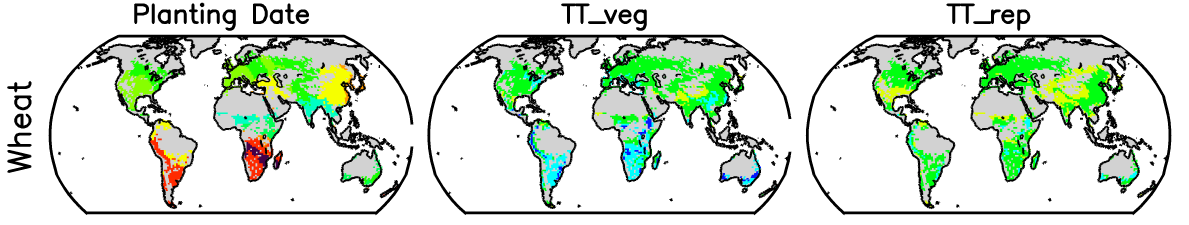 Planting Date
TT_veg
TT_rep
Wheat